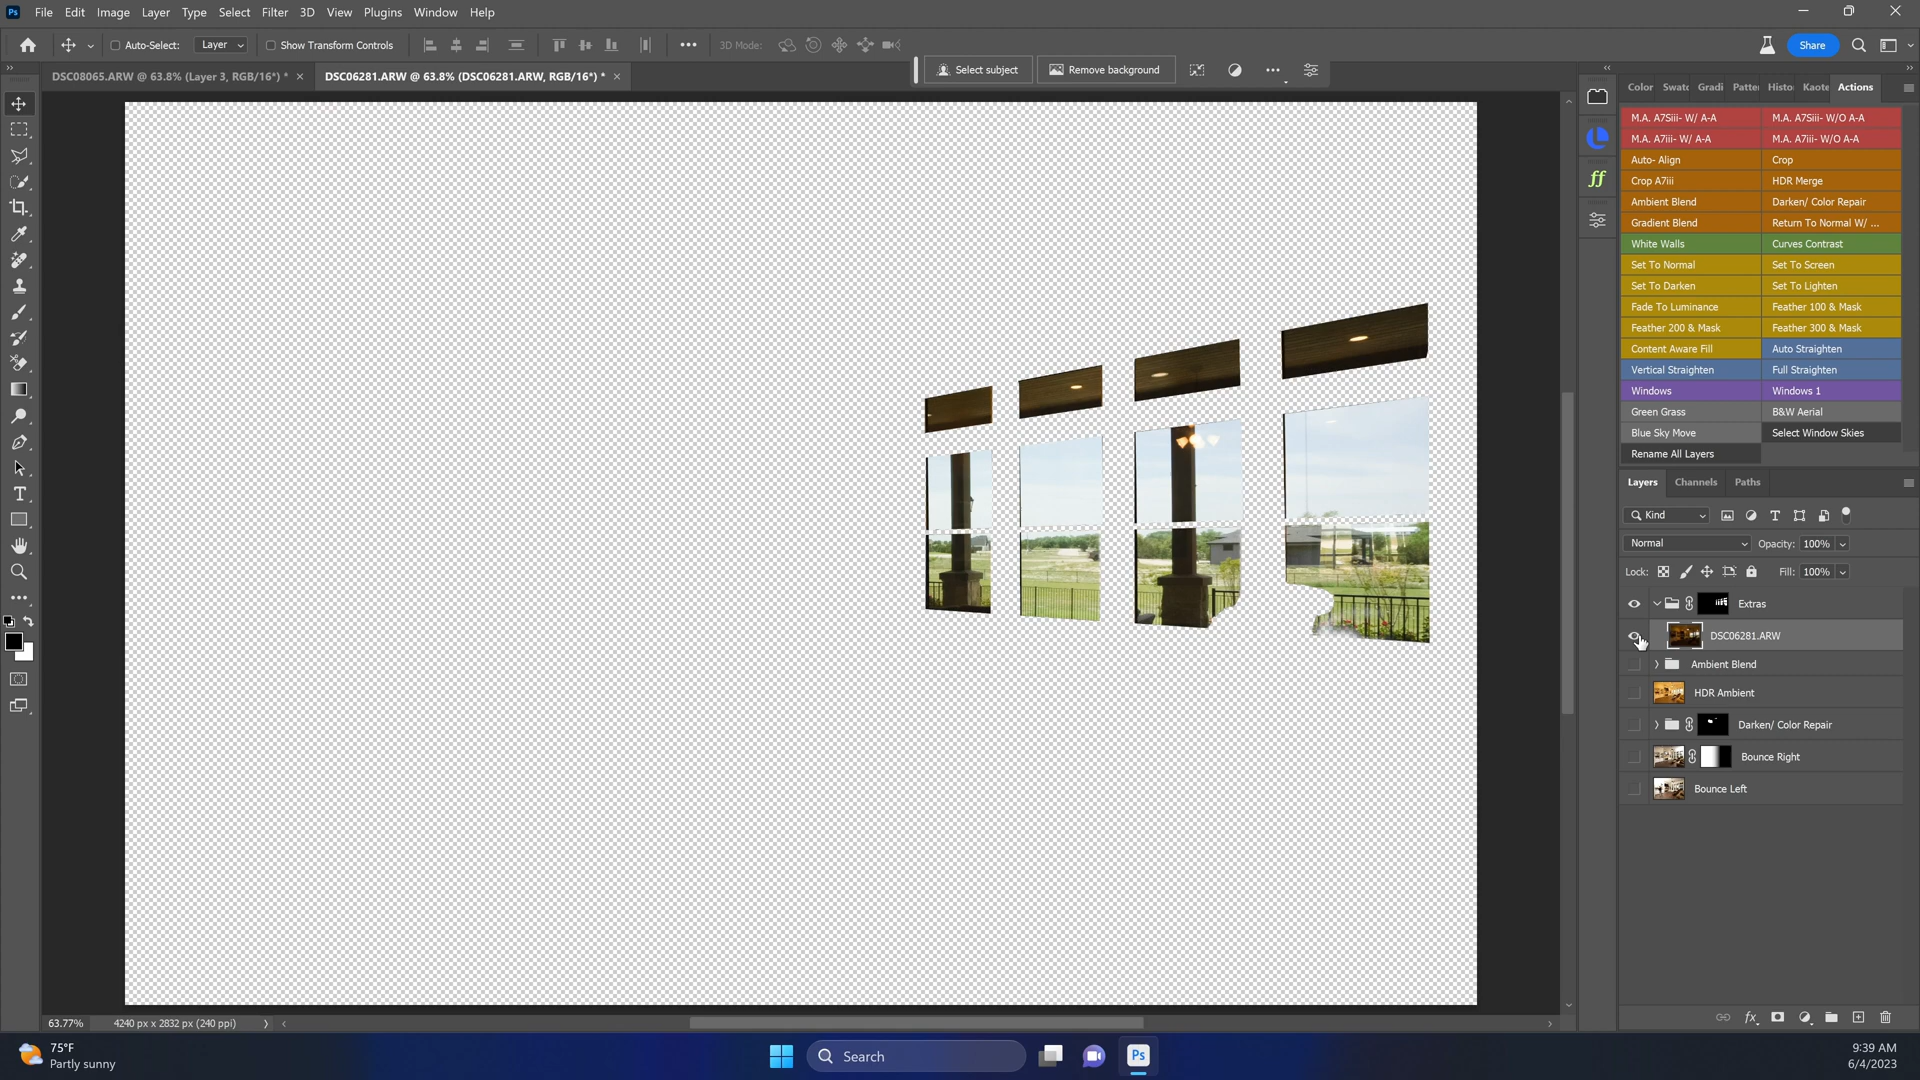 Ps File Edit Image Layer Type Select Filter 3D View Plugins Window Help
Auto-Select: Layer Show Transform Controls 3D Mode: Share
DSC08065.ARW @ 63.8% (Layer 3, RGB/16*) * DSC06281.ARW @ 63.8% (DSC06281.ARW, RGB/16*) *
Select subject Remove background
Color Swatc Gradi Patte Histo Kaote Actions
M.A. A7Siii- W/ A-A M.A. A7Siii- W/O A-A
M.A. A7iii- W/ A-A M.A. A7iii- W/O A-A
Auto- Align Crop
Crop A7iii HDR Merge
Ambient Blend Darken/ Color Repair
Gradient Blend Return To Normal W/ ...
White Walls Curves Contrast
Set To Normal Set To Screen
Set To Darken Set To Lighten
Fade To Luminance Feather 100 & Mask
Feather 200 & Mask Feather 300 & Mask
Content Aware Fill Auto Straighten
Vertical Straighten Full Straighten
Windows Windows 1
Green Grass B&W Aerial
Blue Sky Move Select Window Skies
Rename All Layers
Layers Channels Paths
Kind
Normal Opacity: 100%
Lock: Fill: 100%
Extras
DSC06281.ARW
Ambient Blend
HDR Ambient
Darken/ Color Repair
Bounce Right
Bounce Left
ff
fx
63.77% 4240 px x 2832 px (240 ppi)
75°F
Partly sunny
Search
Ps
9:39 AM
6/4/2023